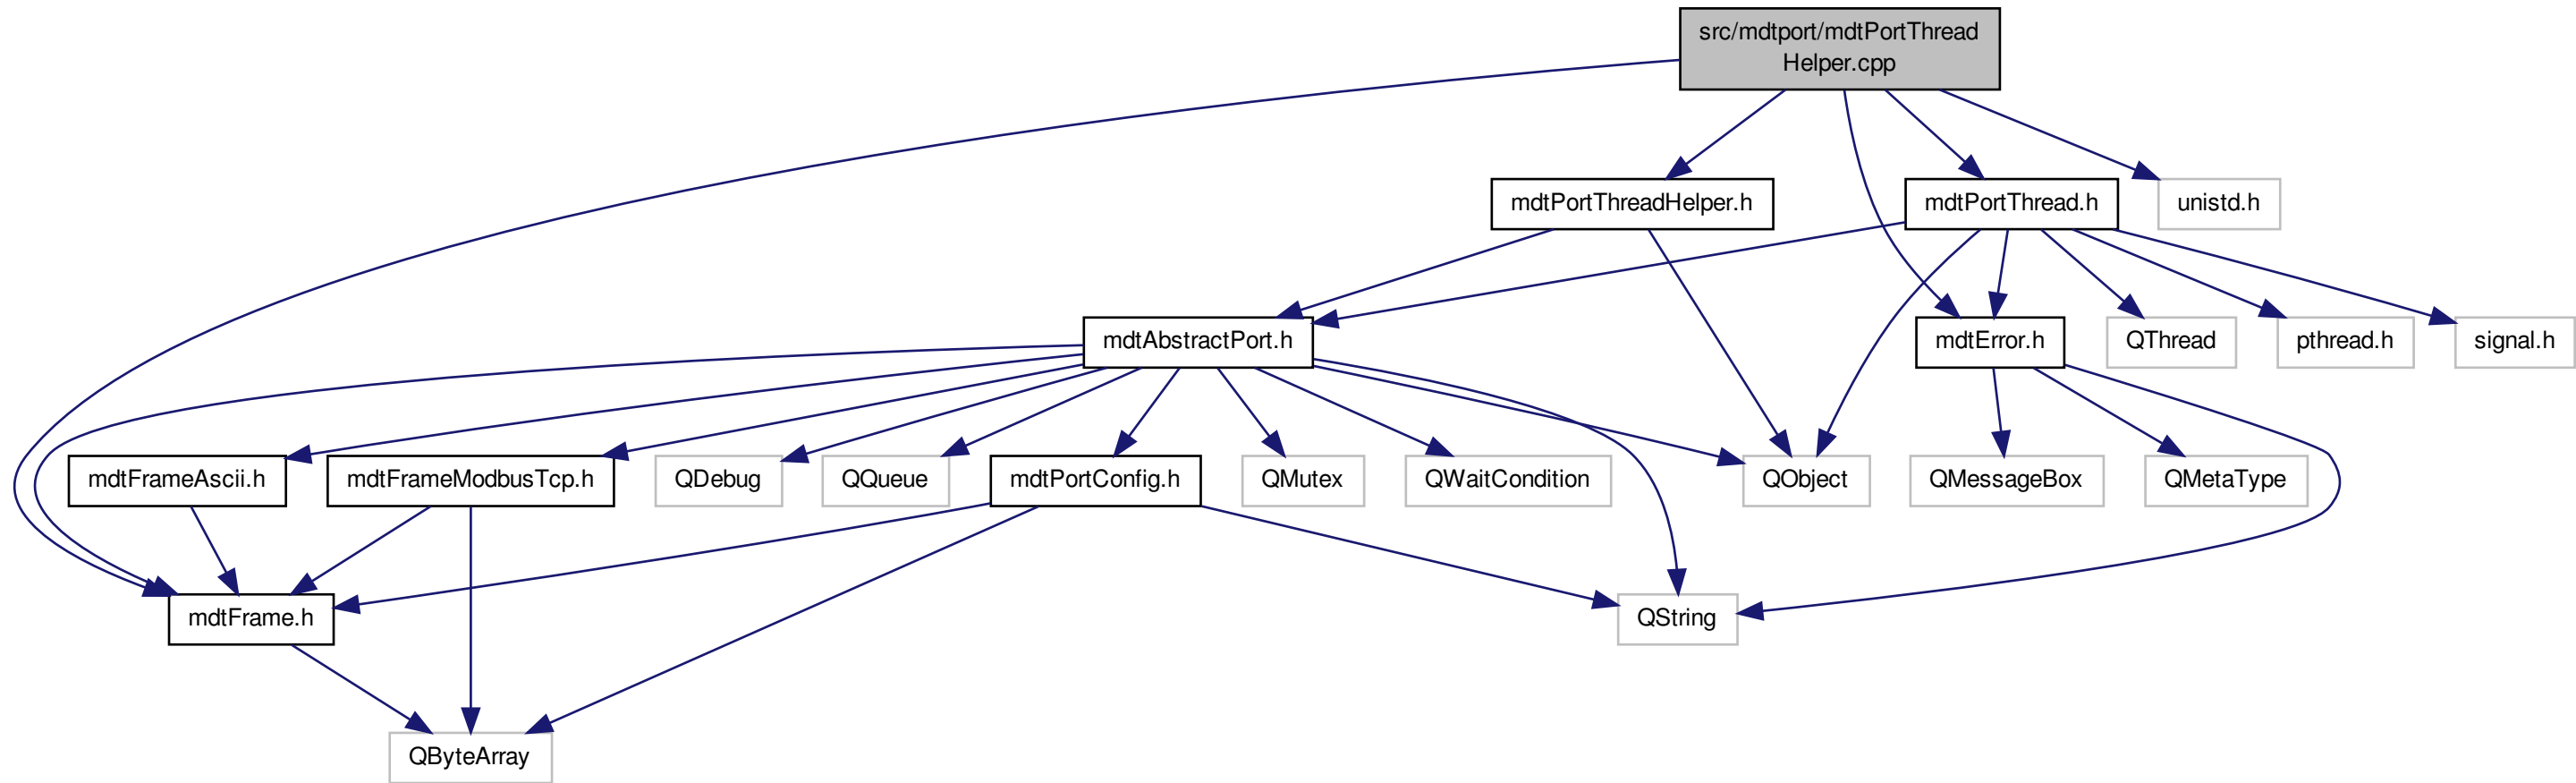 src/mdtport/mdtPortThread
Helper.cpp
mdtPortThreadHelper.h
mdtPortThread.h
unistd.h
mdtAbstractPort.h
mdtError.h
QThread
pthread.h
signal.h
mdtFrameAscii.h
mdtFrameModbusTcp.h
QDebug
QQueue
mdtPortConfig.h
QMutex
QWaitCondition
QObject
QMessageBox
QMetaType
mdtFrame.h
QString
QByteArray